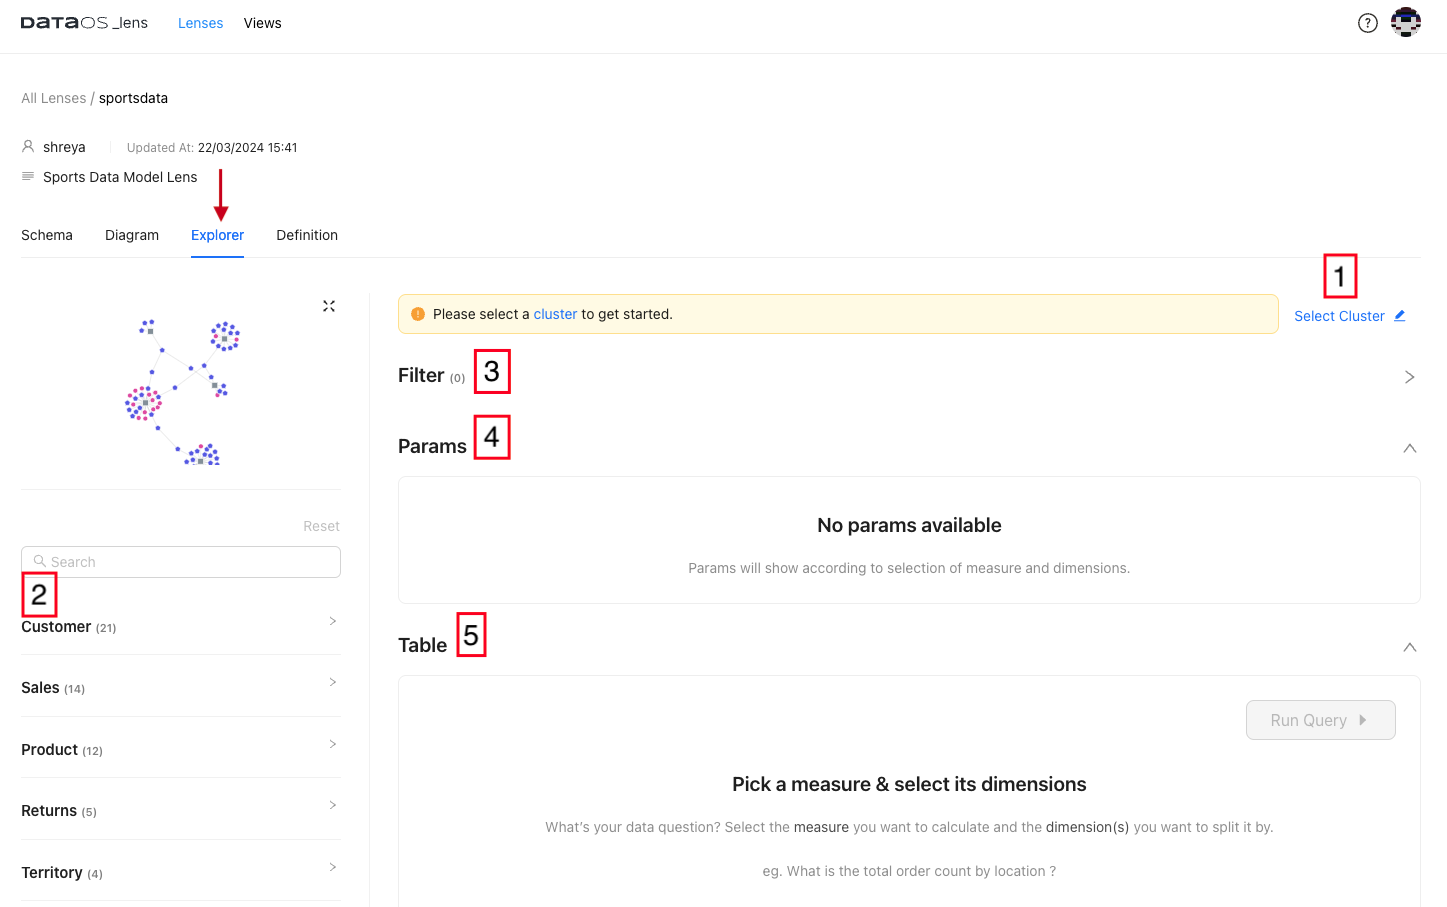 DATAOS _lens Lenses Views ?
All Lenses / sportsdata
shreya Updated At: 22/03/2024 15:41
Sports Data Model Lens
Schema Diagram Explorer Definition
1
Please select a cluster to get started. Select Cluster
Filter (0) 3
Params 4
No params available
Params will show according to selection of measure and dimensions.
Reset
Search
2
Customer (21)
Sales (14)
Product (12)
Returns (5)
Territory (4)
Table 5
Run Query
Pick a measure & select its dimensions
What's your data question? Select the measure you want to calculate and the dimension(s) you want to split it by.
eg. What is the total order count by location ?